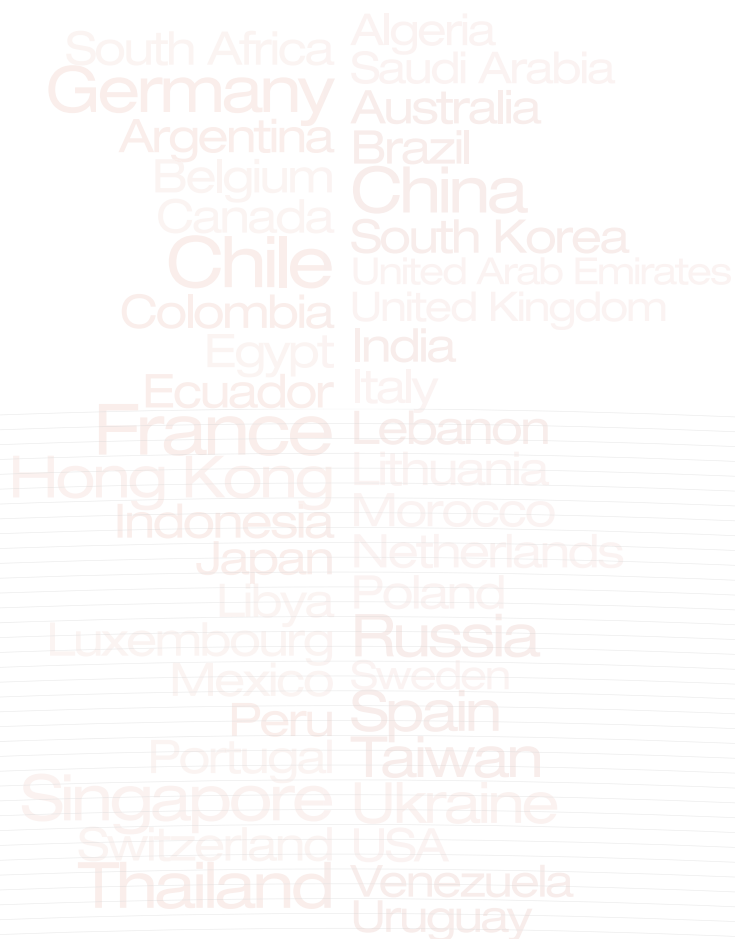 South Africa
Germany
Argentina
Belgium
Canada
Chile
Colombia
Egypt
Ecuador
France
Hong Kong
Indonesia
Japan
Libya
Luxembourg
Mexico
Peru
Portugal
Singapore
Switzerland
Thailand
Algeria
Saudi Arabia
Australia
Brazil
China
South Korea
United Arab Emirates
United Kingdom
India
Italy
Lebanon
Lithuania
Morocco
Netherlands
Poland
Russia
Sweden
Spain
Taiwan
Ukraine
USA
Venezuela
Uruguay